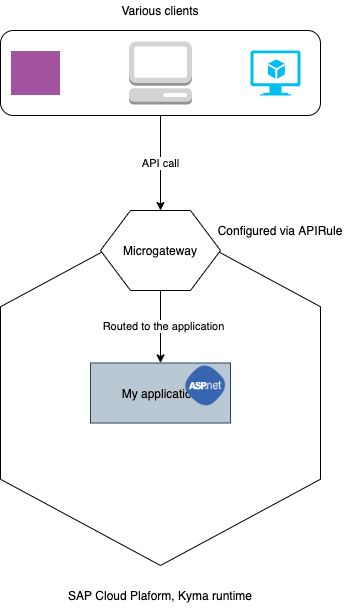 Various clients
API call
Configured via APIRule
Microgateway
Routed to the application
My applicatio
ASP.net
SAP Cloud Plaform, Kyma runtime